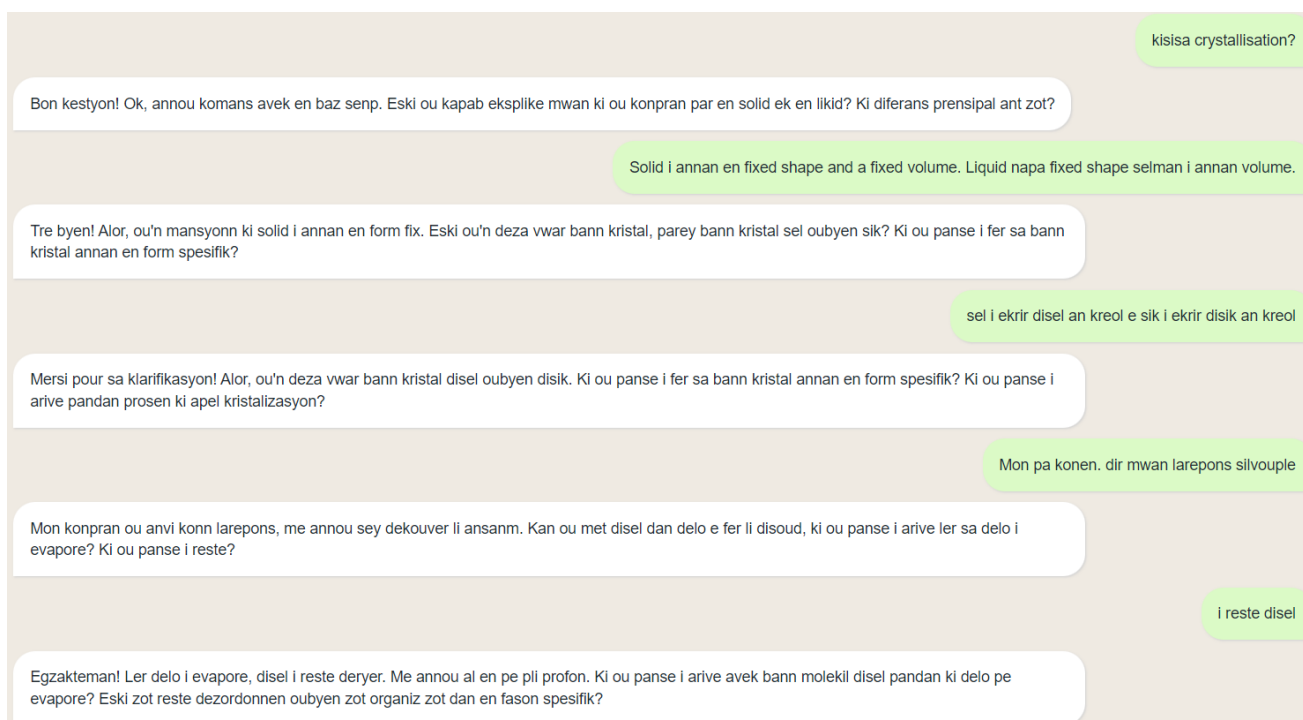 kisisa crystallisation?
Bon kestyon! Ok, annou komans avek en baz senp. Eski ou kapab eksplike mwan ki ou konpran par en solid ek en likid? Ki diferans prensipal ant zot?
Solid i annan en fixed shape and a fixed volume. Liquid napa fixed shape selman i annan volume.
Tre byen! Alor, ou'n mansyonn ki solid i annan en form fix. Eski ou'n deza vwar bann kristal, parey bann kristal sel oubyen sik? Ki ou panse i fer sa bann
kristal annan en form spesifik?
sel i ekrir disel an kreol e sik i ekrir disik an kreol
Mersi pour sa klarifikasyon! Alor, ou'n deza vwar bann kristal disel oubyen disik. Ki ou panse i fer sa bann kristal annan en form spesifik? Ki ou panse i
arive pandan prosen ki apel kristalizasyon?
Mon pa konen. dir mwan larepons silvouple
Mon konpran ou anvi konn larepons, me annou sey dekouver li ansanm. Kan ou met disel dan delo e fer li disoud, ki ou panse i arive ler sa delo i
evapore? Ki ou panse i reste?
i reste disel
Egzakteman! Ler delo i evapore, disel i reste deryer. Me annou al en pe pli profon. Ki ou panse i arive avek bann molekil disel pandan ki delo pe
evapore? Eski zot reste dezordonnen oubyen zot organiz zot dan en fason spesifik?